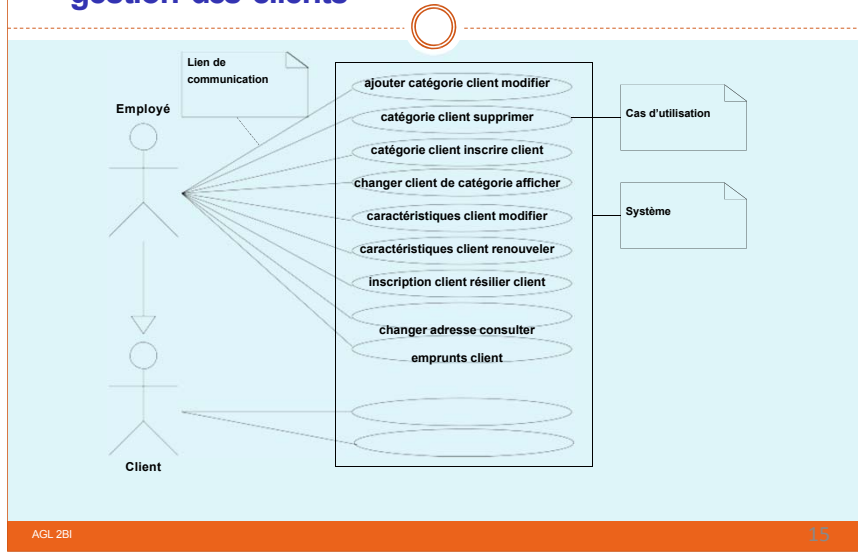 gestion des clients
Lien de
communication
Employé
ajouter catégorie client modifier
catégorie client supprimer
catégorie client inscrire client
changer client de catégorie afficher
caractéristiques client modifier
caractéristiques client renouveler
inscription client résilier client
changer adresse consulter
emprunts client
Cas d'utilisation
Système
Client
AGL 2BI
15